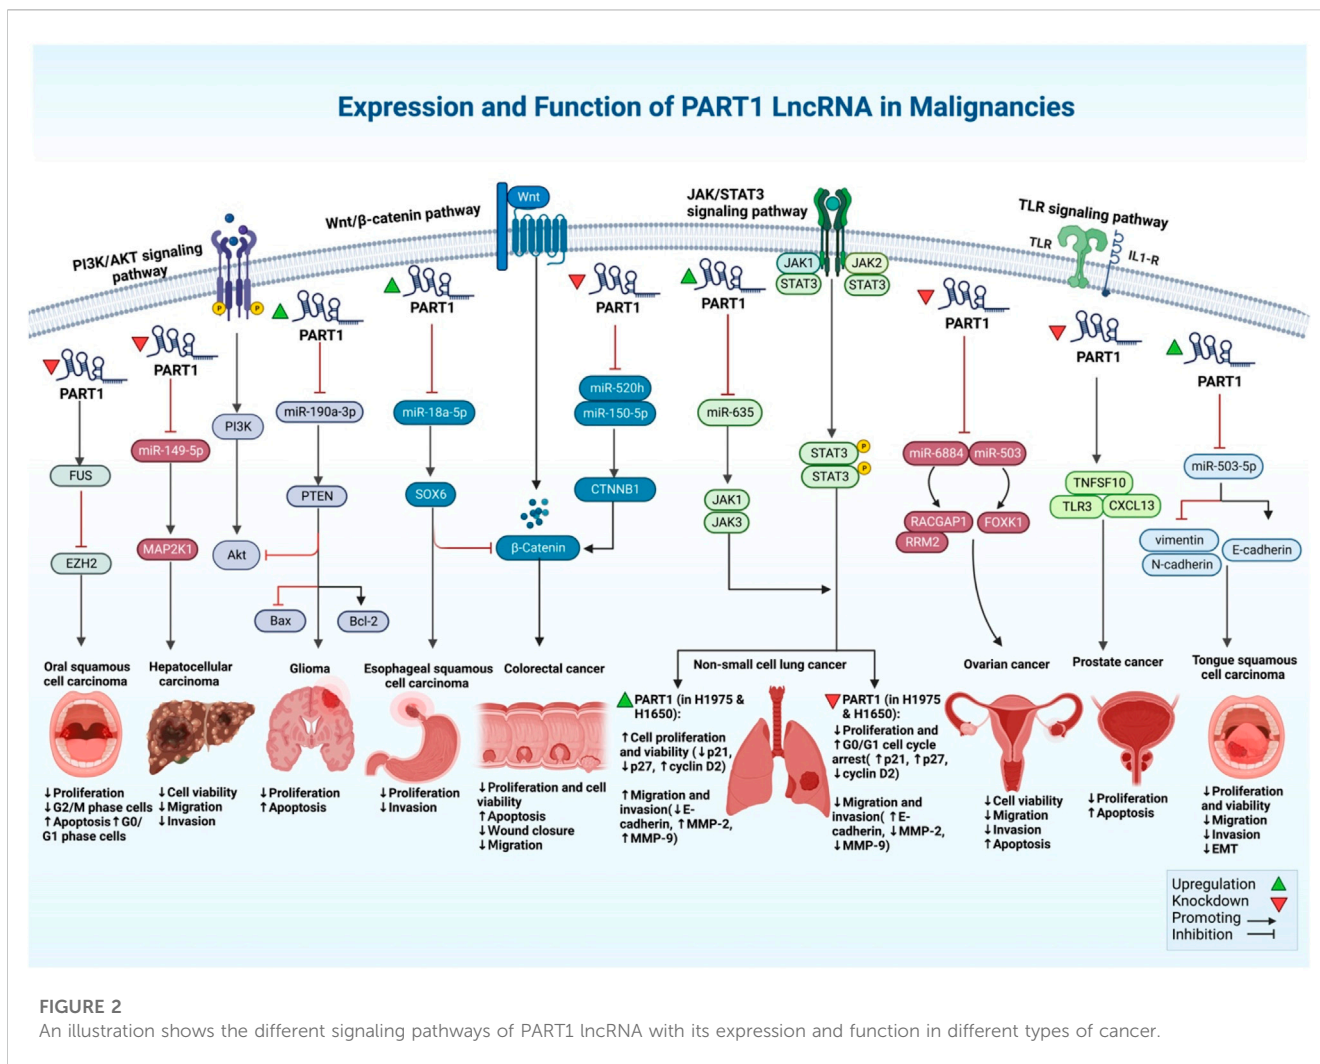 Expression and Function of PART1 LncRNA in Malignancies
PI3K/AKT signaling
pathway
P
P
Wnt/β-catenin pathway
Wnt
JAK/STAT3
signaling pathway
JAK1
STAT3
JAK2
STAT3
TLR signaling pathway
TLR
IL1-R
PART1
FUS
EZH2
PART1
miR-149-5p
MAP2K1
PI3K
Akt
PART1
miR-190a-3p
PTEN
Bax
Bcl-2
PART1
miR-18a-5p
SOX6
β-Catenin
PART1
miR-520h
miR-150-5p
CTNNB1
PART1
miR-635
JAK1
JAK3
STAT3
P
STAT3
P
PART1
miR-6884
miR-503
RACGAP1
RRM2
FOXK1
PART1
TNFSF10
TLR3
CXCL13
PART1
miR-503-5p
vimentin
N-cadherin
E-cadherin
Oral squamous
cell carcinoma
↓Proliferation
↓G2/M phase cells
↑Apoptosis↑G0/
G1 phase cells
Hepatocellular
carcinoma
↓Cell viability
↓Migration
↓Invasion
Glioma
↓Proliferation
↑Apoptosis
Esophageal squamous
cell carcinoma
↓Proliferation
↓Invasion
Colorectal cancer
↓Proliferation and cell
viability
↑Apoptosis
↓Wound closure
↓Migration
Non-small cell lung cancer
PART1 (in H1975 &
H1650):
↑Cell proliferation
and viability (↓p21,
↓p27, ↑cyclin D2)
↑Migration and
invasion(↓E-
cadherin, ↑MMP-2,
↑MMP-9)
PART1 (in H1975
& H1650):
↓Proliferation and
↑G0/G1 cell cycle
arrest( ↑p21, ↑p27,
↓cyclin D2)
↓Migration and
invasion( ↑E-
cadherin, ↓MMP-2,
↓MMP-9)
Ovarian cancer
↓Cell viability
↓Migration
↓Invasion
↑Apoptosis
Prostate cancer
↓Proliferation
↑Apoptosis
Tongue squamous
cell carcinoma
↓Proliferation
and viability
↓Migration
↓Invasion
↓EMT
Upregulation
Knockdown
Promoting
Inhibition
FIGURE 2
An illustration shows the different signaling pathways of PART1 lncRNA with its expression and function in different types of cancer.